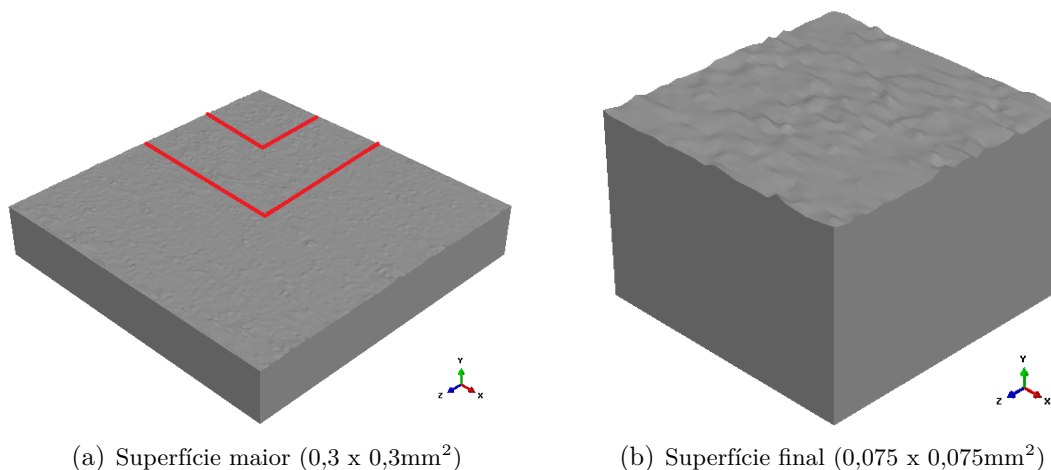 Y
Z
X
Y
Z
X
(a) Superfície maior (0,3 x 0,3mm²)
(b) Superfície final (0,075 x 0,075mm²)